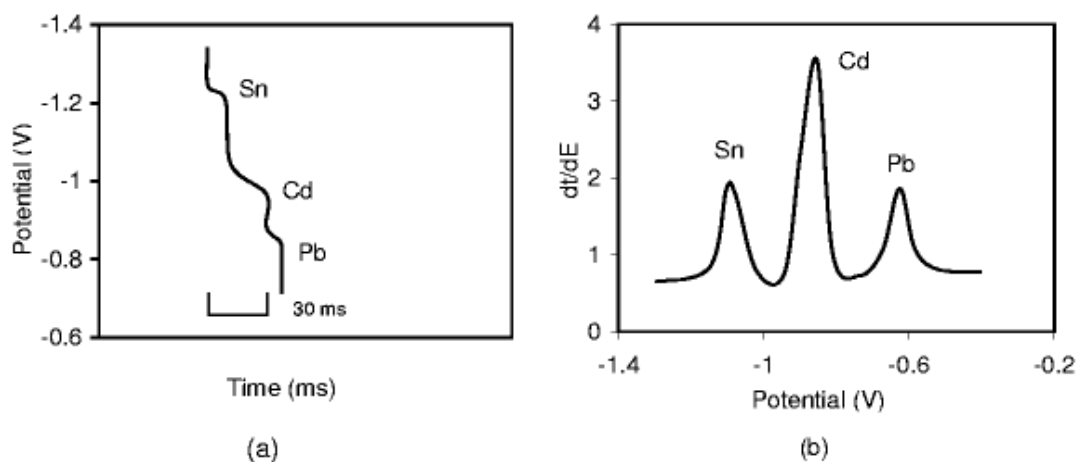 -1.4
-1.2
-1
-0.8
-0.6
Potential (V)
Sn
Cd
Pb
30 ms
Time (ms)
(a)
4
3
2
1
0
dt/dE
Sn
Cd
Pb
-1.4
-1
-0.6
-0.2
Potential (V)
(b)